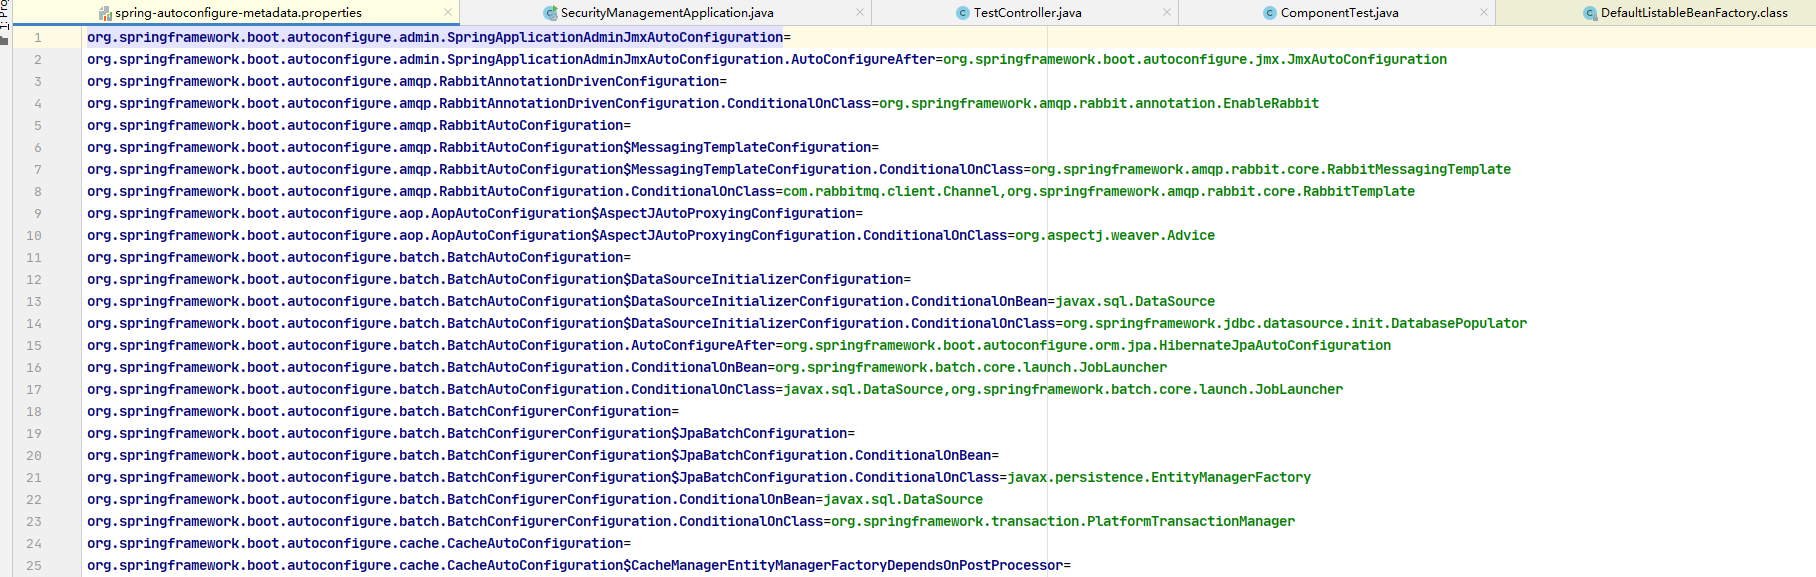 1: Pro
spring-autoconfigure-metadata.properties
SecurityManagementApplication.java
TestController.java
ComponentTest.java
DefaultListableBeanFactory.class
1 org.springframework.boot.autoconfigure.admin.SpringApplicationAdminJmxAutoConfiguration=
2 org.springframework.boot.autoconfigure.admin.SpringApplicationAdminJmxAutoConfiguration.AutoConfigureAfter=org.springframework.boot.autoconfigure.jmx.JmxAutoConfiguration
3 org.springframework.boot.autoconfigure.amqp.RabbitAnnotationDrivenConfiguration=
4 org.springframework.boot.autoconfigure.amqp.RabbitAnnotationDrivenConfiguration.ConditionalOnClass=org.springframework.amqp.rabbit.annotation.EnableRabbit
5 org.springframework.boot.autoconfigure.amqp.RabbitAutoConfiguration=
6 org.springframework.boot.autoconfigure.amqp.RabbitAutoConfiguration$MessagingTemplateConfiguration=
7 org.springframework.boot.autoconfigure.amqp.RabbitAutoConfiguration$MessagingTemplateConfiguration.ConditionalOnClass=org.springframework.amqp.rabbit.core.RabbitMessagingTemplate
8 org.springframework.boot.autoconfigure.amqp.RabbitAutoConfiguration.ConditionalOnClass=com.rabbitmq.client.Channel,org.springframework.amqp.rabbit.core.RabbitTemplate
9 org.springframework.boot.autoconfigure.aop.AopAutoConfiguration$AspectJAutoProxyingConfiguration=
10 org.springframework.boot.autoconfigure.aop.AopAutoConfiguration$AspectJAutoProxyingConfiguration.ConditionalOnClass=org.aspectj.weaver.Advice
11 org.springframework.boot.autoconfigure.batch.BatchAutoConfiguration=
12 org.springframework.boot.autoconfigure.batch.BatchAutoConfiguration$DataSourceInitializerConfiguration=
13 org.springframework.boot.autoconfigure.batch.BatchAutoConfiguration$DataSourceInitializerConfiguration.ConditionalOnBean=javax.sql.DataSource
14 org.springframework.boot.autoconfigure.batch.BatchAutoConfiguration$DataSourceInitializerConfiguration.ConditionalOnClass=org.springframework.jdbc.datasource.init.DatabasePopulator
15 org.springframework.boot.autoconfigure.batch.BatchAutoConfiguration.AutoConfigureAfter=org.springframework.boot.autoconfigure.orm.jpa.HibernateJpaAutoConfiguration
16 org.springframework.boot.autoconfigure.batch.BatchAutoConfiguration.ConditionalOnBean=org.springframework.batch.core.launch.JobLauncher
17 org.springframework.boot.autoconfigure.batch.BatchAutoConfiguration.ConditionalOnClass=javax.sql.DataSource,org.springframework.batch.core.launch.JobLauncher
18 org.springframework.boot.autoconfigure.batch.BatchConfigurerConfiguration=
19 org.springframework.boot.autoconfigure.batch.BatchConfigurerConfiguration$JpaBatchConfiguration=
20 org.springframework.boot.autoconfigure.batch.BatchConfigurerConfiguration$JpaBatchConfiguration.ConditionalOnBean=
21 org.springframework.boot.autoconfigure.batch.BatchConfigurerConfiguration$JpaBatchConfiguration.ConditionalOnClass=javax.persistence.EntityManagerFactory
22 org.springframework.boot.autoconfigure.batch.BatchConfigurerConfiguration.ConditionalOnBean=javax.sql.DataSource
23 org.springframework.boot.autoconfigure.batch.BatchConfigurerConfiguration.ConditionalOnClass=org.springframework.transaction.PlatformTransactionManager
24 org.springframework.boot.autoconfigure.cache.CacheAutoConfiguration=
25 org.springframework.boot.autoconfigure.cache.CacheAutoConfiguration$CacheManagerEntityManagerFactoryDependsOnPostProcessor=